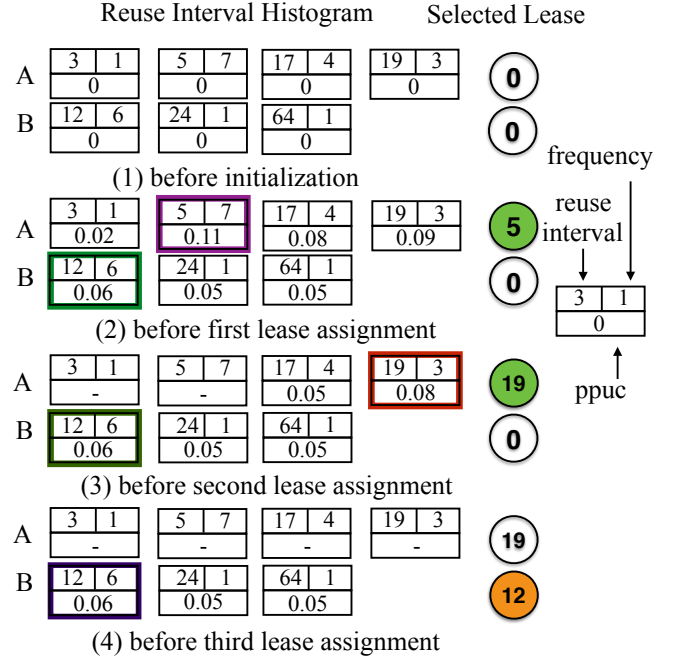 Reuse Interval Histogram Selected Lease
A 3 1 5 7 17 4 19 3 0
0 0 0 0
B 12 6 24 1 64 1 0
0 0 0
(1) before initialization
frequency
reuse
interval
3 1
0
ppuc
A 3 1 5 7 17 4 19 3 5
0.02 0.11 0.08 0.09
B 12 6 24 1 64 1 0
0.06 0.05 0.05
(2) before first lease assignment
A 3 1 5 7 17 4 19 3 19
- - 0.05 0.08
B 12 6 24 1 64 1 0
0.06 0.05 0.05
(3) before second lease assignment
A 3 1 5 7 17 4 19 3 19
- - - -
B 12 6 24 1 64 1 12
0.06 0.05 0.05
(4) before third lease assignment